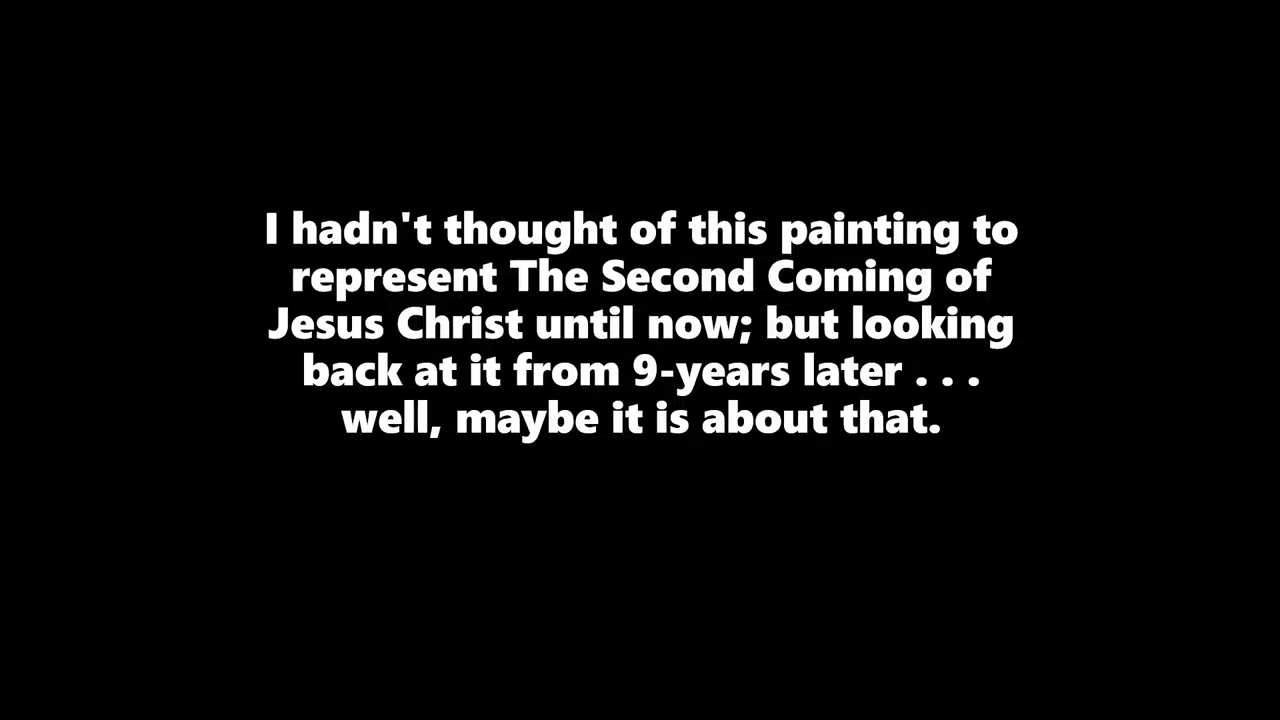 I hadn't thought of this painting to
represent The Second Coming of
Jesus Christ until now; but looking
back at it from 9-years later . . .
well, maybe it is about that.